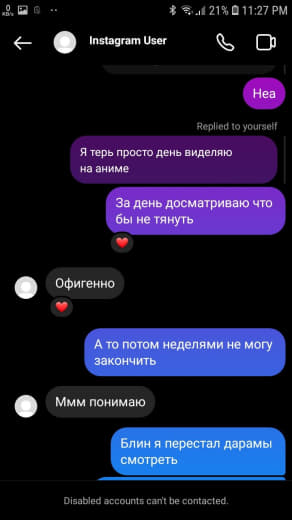 0
KB/s
21% 11:27 PM
Instagram User
Неа
Replied to yourself
Я терь просто день виделяю
на аниме
За день досматриваю что
бы не тянуть
Офигенно
А то потом неделями не могу
закончить
Ммм понимаю
Блин я перестал дарамы
смотреть
Disabled accounts can't be contacted.